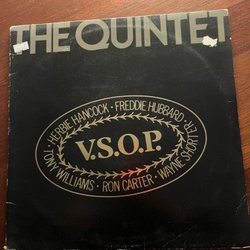 THE QUINTET
HERBIE HANCOCK · FREDDIE HUBBARD ·
V.S.O.P.
TONY WILLIAMS · RON CARTER · WAYNE SHORTER ·